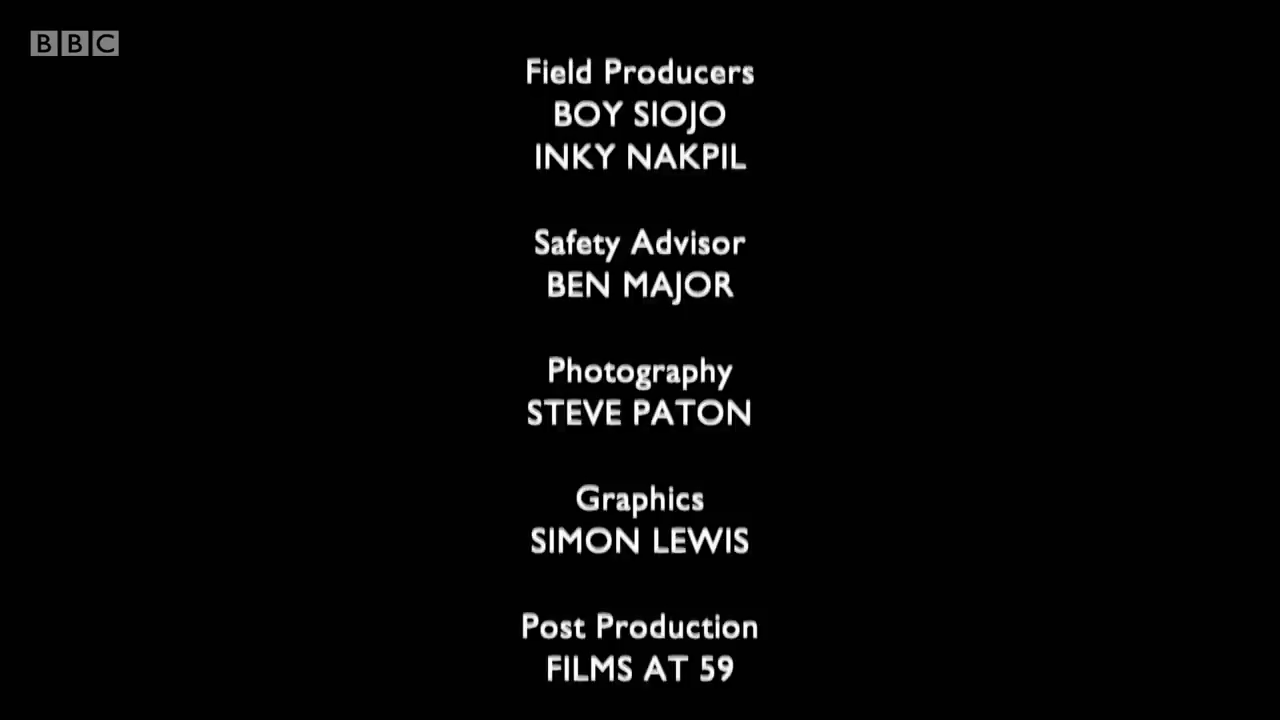 BBC
Field Producers
BOY SIOJO
INKY NAKPIL
Safety Advisor
BEN MAJOR
Photography
STEVE PATON
Graphics
SIMON LEWIS
Post Production
FILMS AT 59